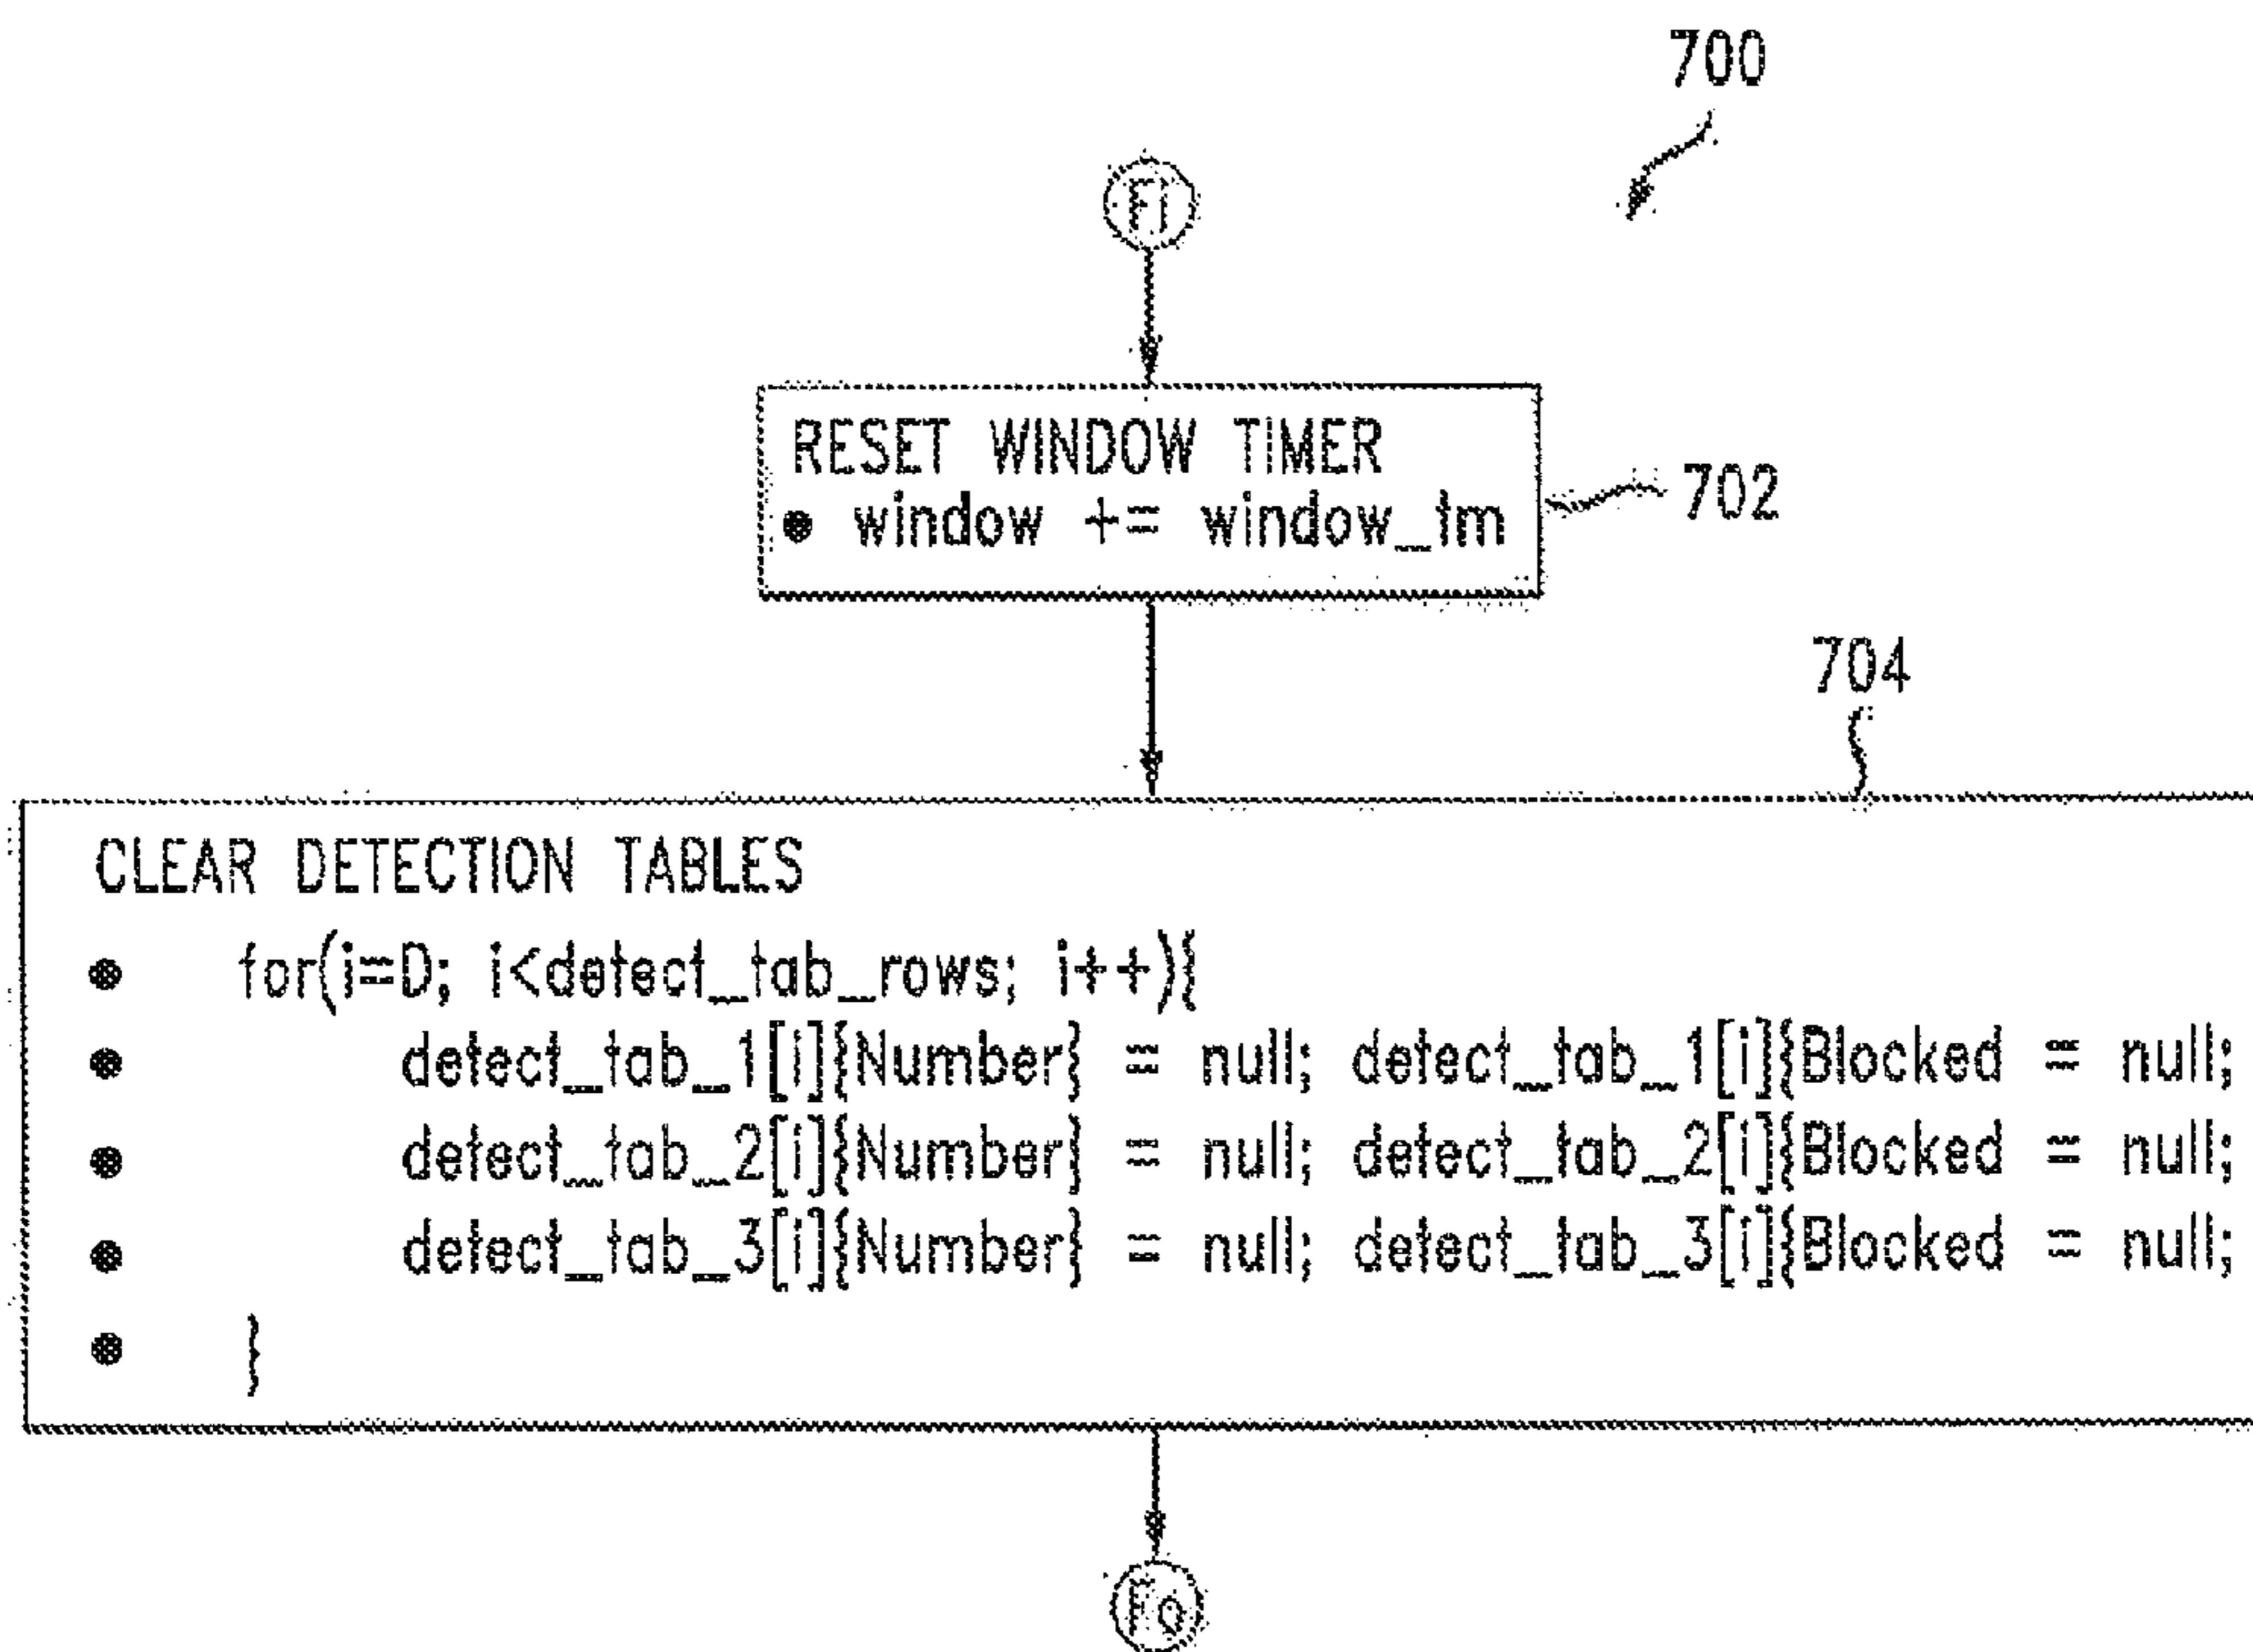 700
Fi
RESET WINDOW TIMER
• window += window_tm
702
704
CLEAR DETECTION TABLES
• for(i=D; i<detect_tab_rows; i++){
• detect_tab_1[i]{Number} = null; detect_tab_1[i]{Blocked = null;
• detect_tab_2[i]{Number} = null; detect_tab_2[i]{Blocked = null;
• detect_tab_3[i]{Number} = null; detect_tab_3[i]{Blocked = null;
• }
Fo